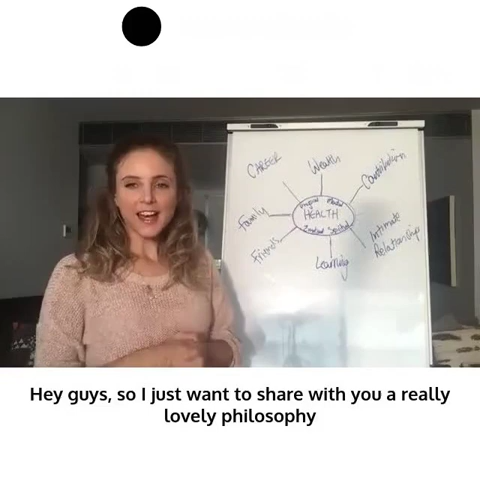 CAREER
Wealth
Contribution
Physical Mental
HEALTH
Emotional Spiritual
Family
Friends
Learning
Intimate
Relationship
Hey guys, so I just want to share with you a really
lovely philosophy